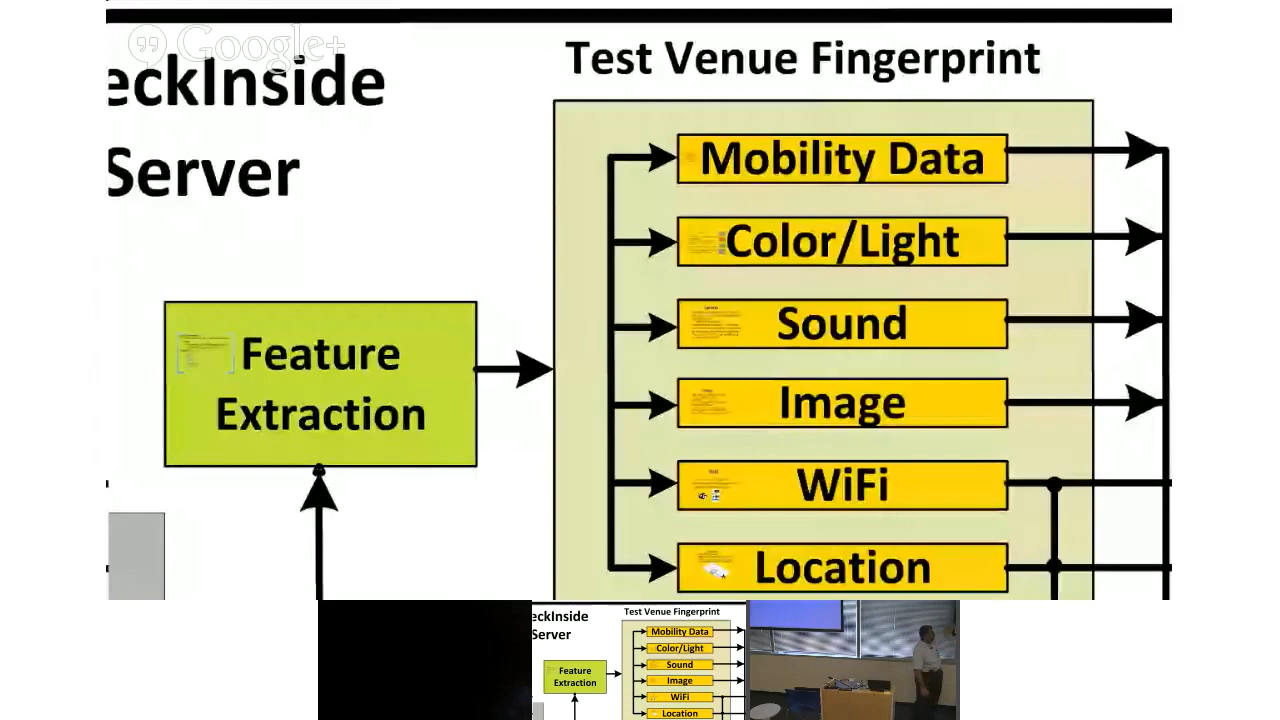 Google+
eckInside
Server
Test Venue Fingerprint
Mobility Data
Color/Light
Sound
Image
WiFi
Location
Feature
Extraction
eckInside
Server
Test Venue Fingerprint
Mobility Data
Color/Light
Sound
Image
WiFi
Location
Feature
Extraction